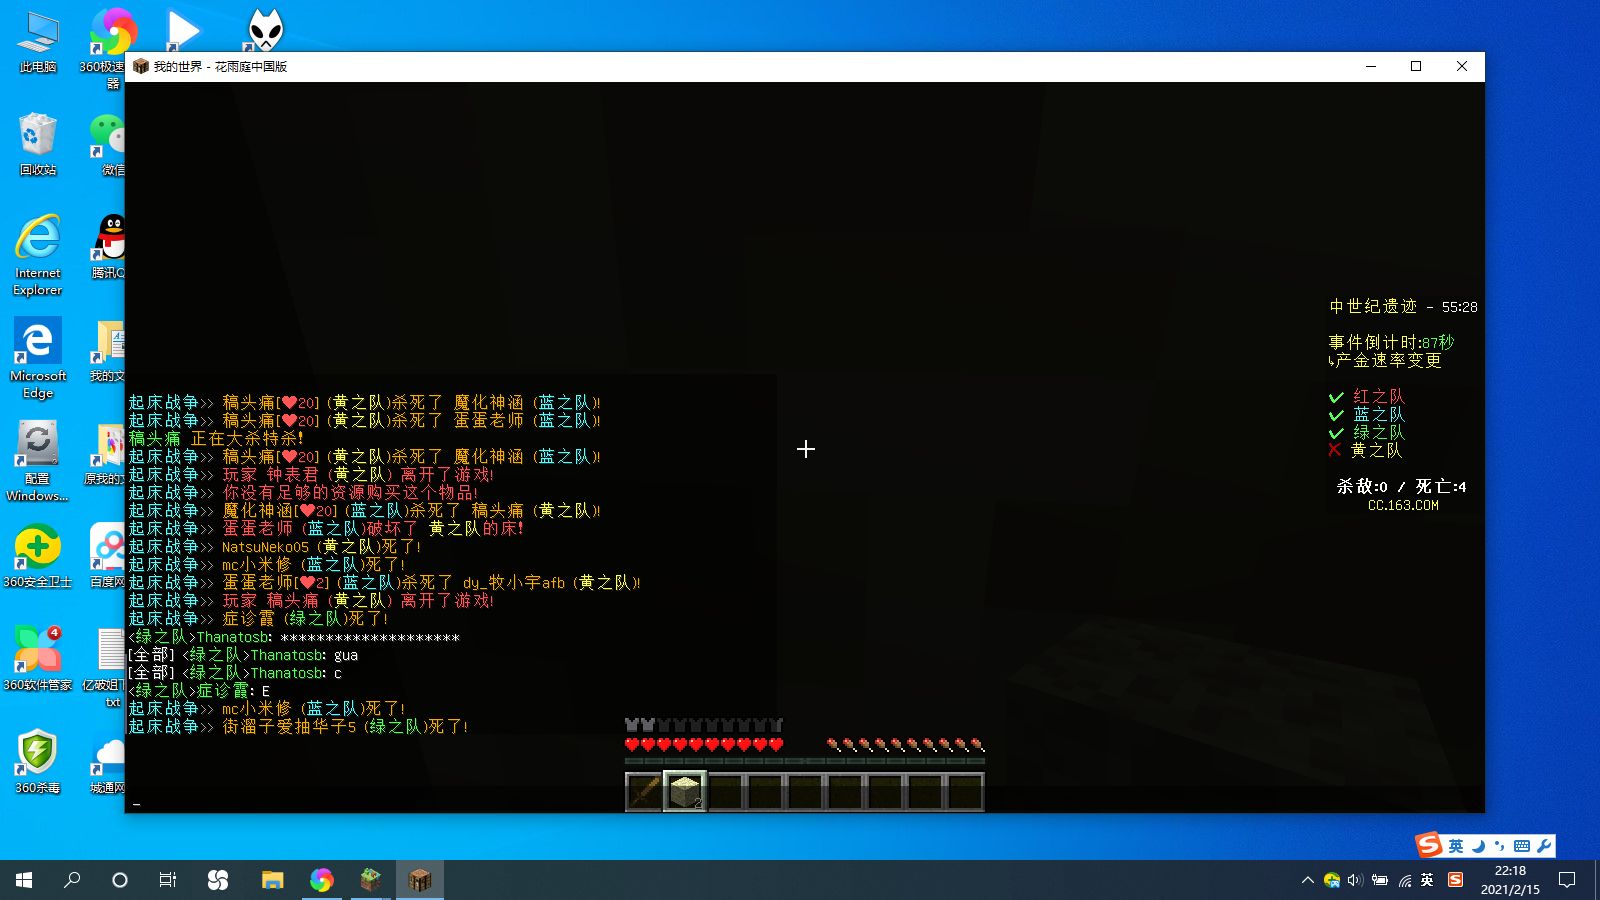 此电脑
360极速
器
回收站
微信
Internet
Explorer
腾讯Q
Microsoft
Edge
我的文
配置
Windows...
原我的文
360安全卫士
百度网
4
360软件管家
亿破姐下
txt
360杀毒
城通网
我的世界 - 花雨庭中国版
中世纪遗迹 - 55:28
事件倒计时:87秒
↳产金速率变更
✔ 红之队
✔ 蓝之队
✔ 绿之队
✘ 黄之队
杀敌:0 / 死亡:4
CC.163.COM
起床战争>> 稿头痛[❤20] (黄之队)杀死了 魔化神涵 (蓝之队)!
起床战争>> 稿头痛[❤20] (黄之队)杀死了 蛋蛋老师 (蓝之队)!
稿头痛 正在大杀特杀!
起床战争>> 稿头痛[❤20] (黄之队)杀死了 魔化神涵 (蓝之队)!
起床战争>> 玩家 钟表君 (黄之队) 离开了游戏!
起床战争>> 你没有足够的资源购买这个物品!
起床战争>> 魔化神涵[❤20] (蓝之队)杀死了 稿头痛 (黄之队)!
起床战争>> 蛋蛋老师 (蓝之队)破坏了 黄之队的床!
起床战争>> NatsuNeko05 (黄之队)死了!
起床战争>> mc小米修 (蓝之队)死了!
起床战争>> 蛋蛋老师[❤2] (蓝之队)杀死了 dy_牧小宇afb (黄之队)!
起床战争>> 玩家 稿头痛 (黄之队) 离开了游戏!
起床战争>> 症诊霞 (绿之队)死了!
<绿之队>Thanatosb: ********************
[全部] <绿之队>Thanatosb: gua
[全部] <绿之队>Thanatosb: c
<绿之队>症诊霞: E
起床战争>> mc小米修 (蓝之队)死了!
起床战争>> 街溜子爱抽华子5 (绿之队)死了!
_
2
英
英
22:18
2021/2/15